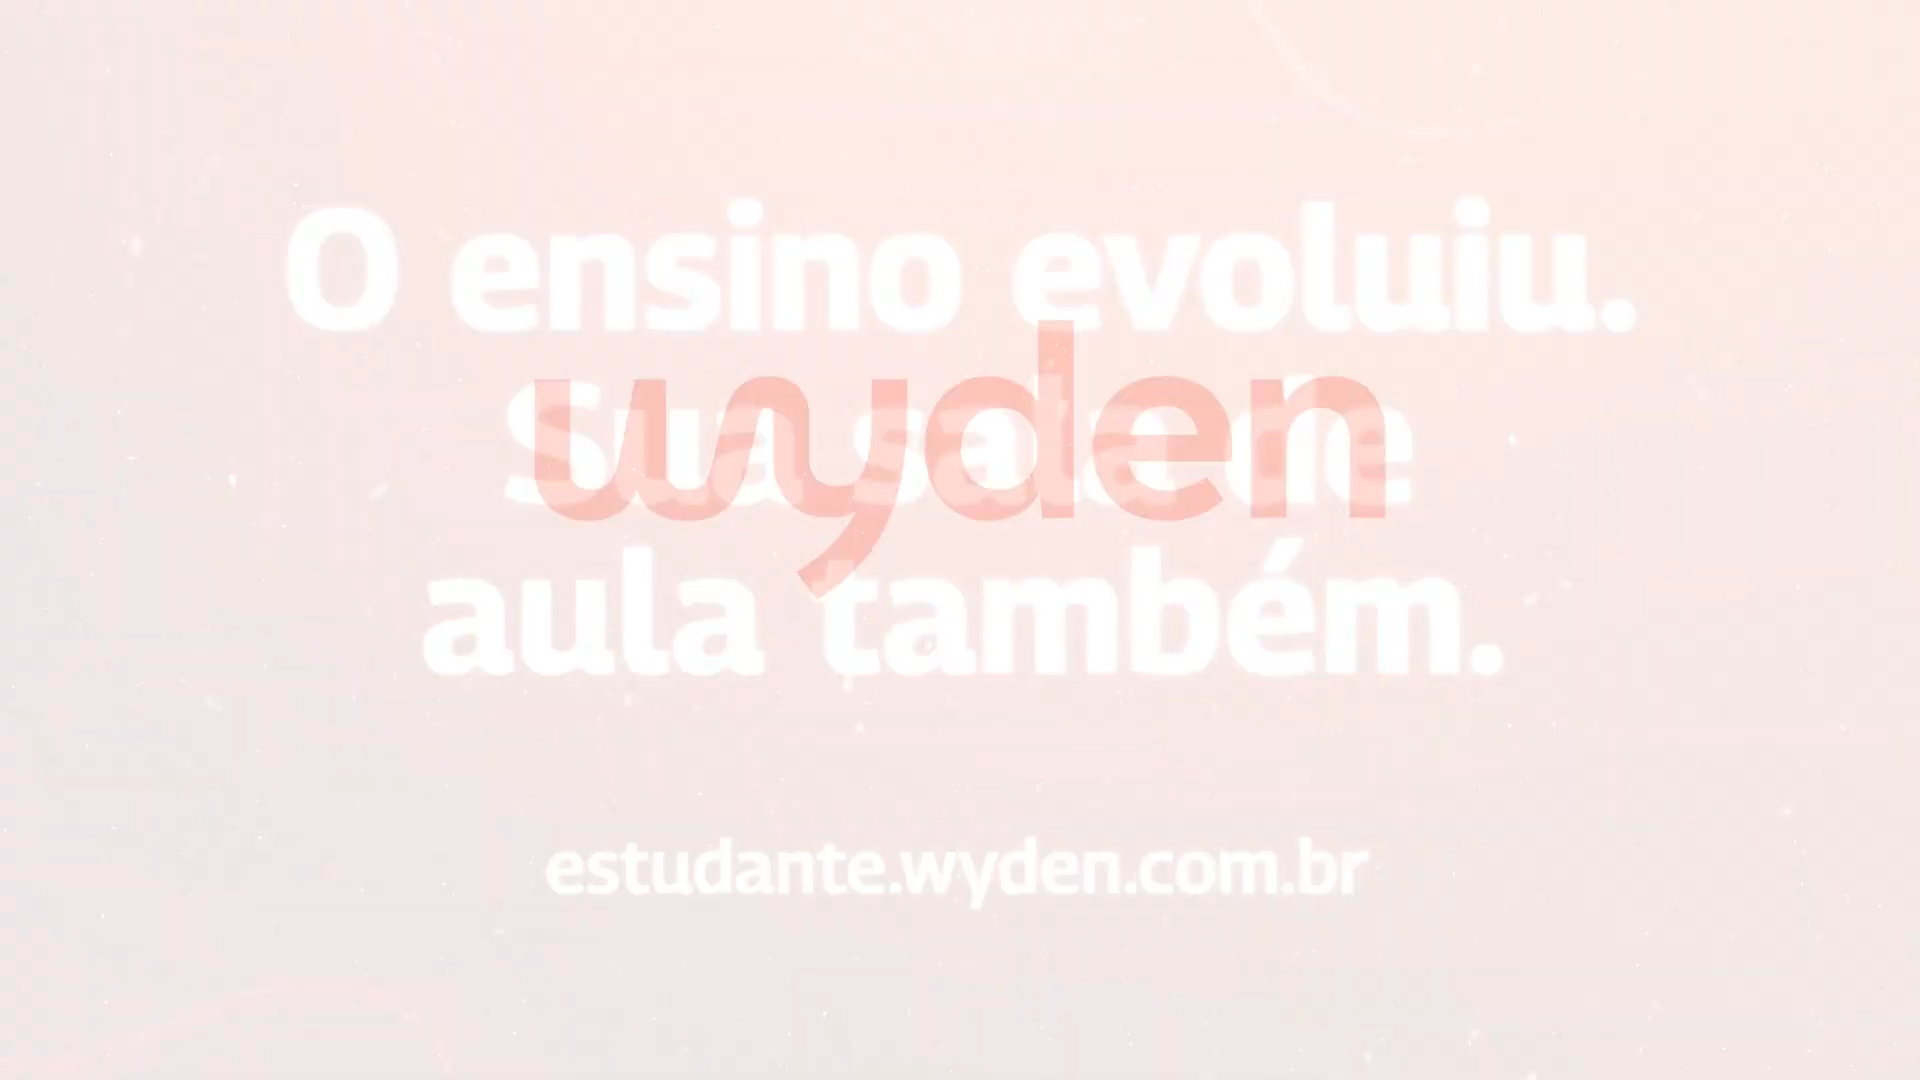 O ensino evoluiu.
wyden
Sua sala de
aula também.
estudante.wyden.com.br